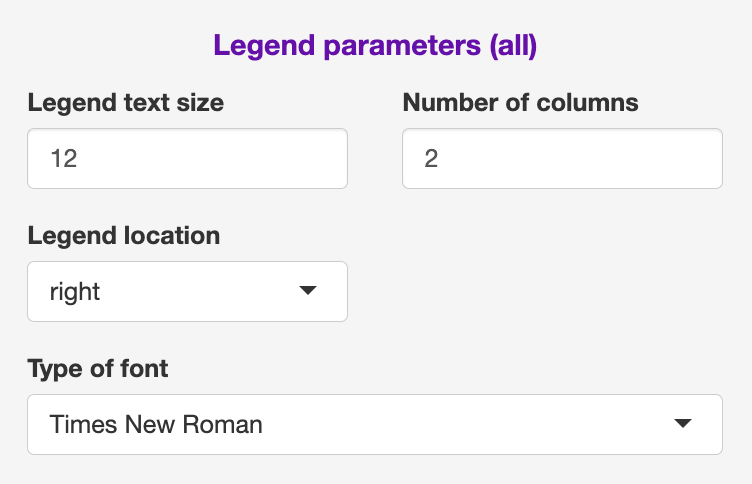 Legend parameters (all)
Legend text size
Number of columns
12
2
Legend location
right
Type of font
Times New Roman